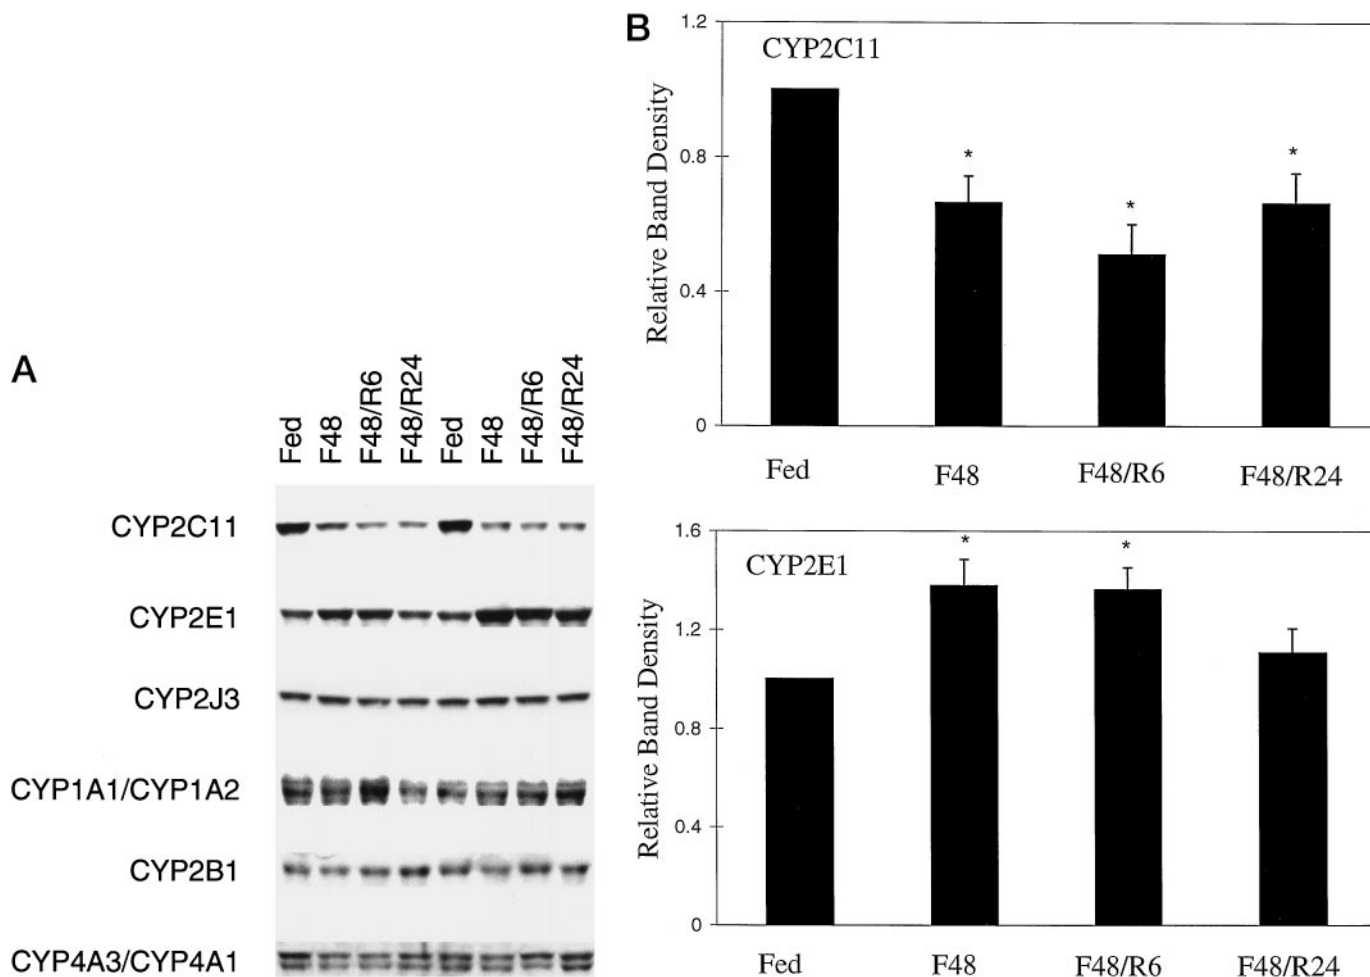 A
Fed F48 F48/R6 F48/R24 Fed F48 F48/R6 F48/R24
CYP2C11
CYP2E1
CYP2J3
CYP1A1/CYP1A2
CYP2B1
CYP4A3/CYP4A1
B
CYP2C11
Relative Band Density
1.2
0.8
0.4
0
* * *
Fed F48 F48/R6 F48/R24
CYP2E1
Relative Band Density
1.6
1.2
0.8
0.4
0
* *
Fed F48 F48/R6 F48/R24